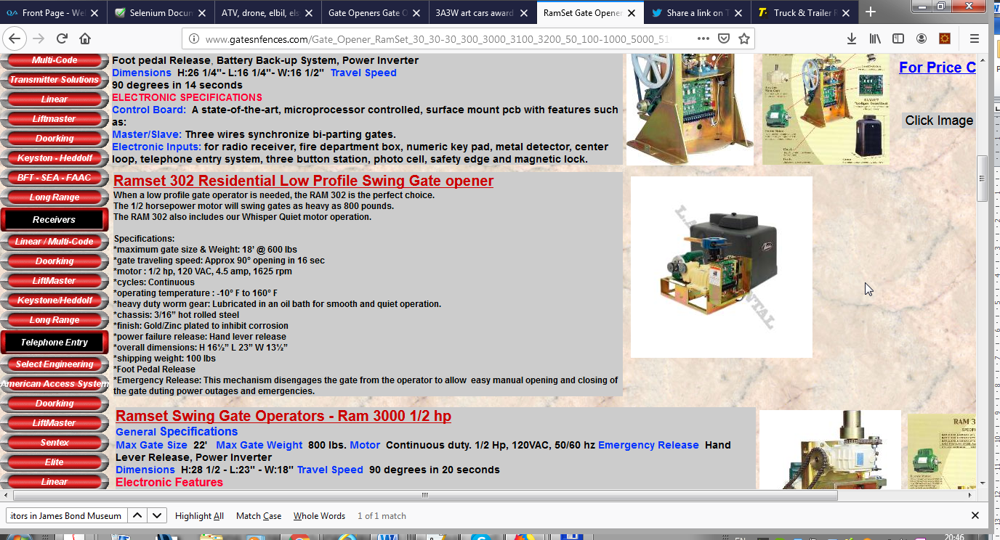 Front Page - Wel
Selenium Docum
ATV, drone, elbil, els
Gate Openers Gate O
3A3W art cars award
RamSet Gate Opener
Share a link on T
Truck & Trailer P
www.gatesnfences.com/Gate_Opener_RamSet_30_30-30_300_3000_3100_3200_50_100-1000_5000_51
Multi-Code
Transmitter Solutions
Linear
Liftmaster
Doorking
Keyston - Heddolf
BFT - SEA - FAAC
Long Range
Receivers
Linear / Multi-Code
Doorking
LiftMaster
Keystone/Heddolf
Long Range
Telephone Entry
Select Engineering
American Access System
Doorking
LiftMaster
Sentex
Elite
Linear
Foot pedal Release, Battery Back-up System, Power Inverter
Dimensions H:26 1/4"- L:16 1/4"- W:16 1/2" Travel Speed
90 degrees in 14 seconds
ELECTRONIC SPECIFICATIONS
Control Board: A state-of-the-art, microprocessor controlled, surface mount pcb with features such
as:
Master/Slave: Three wires synchronize bi-parting gates.
Electronic Inputs: for radio receiver, fire department box, numeric key pad, metal detector, center
loop, telephone entry system, three button station, photo cell, safety edge and magnetic lock.
For Price C
Click Image
Ramset 302 Residential Low Profile Swing Gate opener
When a low profile gate operator is needed, the RAM 302 is the perfect choice.
The 1/2 horsepower motor will swing gates as heavy as 800 pounds.
The RAM 302 also includes our Whisper Quiet motor operation.
Specifications:
*maximum gate size & Weight: 18' @ 600 lbs
*gate traveling speed: Approx 90° opening in 16 sec
*motor : 1/2 hp, 120 VAC, 4.5 amp, 1625 rpm
*cycles: Continuous
*operating temperature : -10° F to 160° F
*heavy duty worm gear: Lubricated in an oil bath for smooth and quiet operation.
*chassis: 3/16” hot rolled steel
*finish: Gold/Zinc plated to inhibit corrosion
*power failure release: Hand lever release
*overall dimensions: H 16½” L 23” W 13½”
*shipping weight: 100 lbs
*Foot Pedal Release
*Emergency Release: This mechanism disengages the gate from the operator to allow easy manual opening and closing of
the gate duting power outages and emergencies.
Ramset Swing Gate Operators - Ram 3000 1/2 hp
General Specifications
Max Gate Size 22' Max Gate Weight 800 lbs. Motor Continuous duty. 1/2 Hp, 120VAC, 50/60 hz Emergency Release Hand
Lever Release, Power Inverter
Dimensions H:28 1/2 - L:23" - W:18" Travel Speed 90 degrees in 20 seconds
Electronic Features
RAM 3
itors in James Bond Museum
Highlight All
Match Case
Whole Words
1 of 1 match
EN
20:46